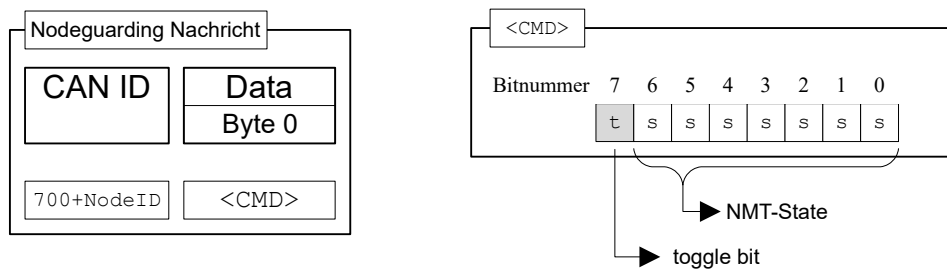 Nodeguarding Nachricht
CAN ID
Data
Byte 0
700+NodeID
<CMD>
<CMD>
Bitnummer 7 6 5 4 3 2 1 0
t s s s s s s s
NMT-State
toggle bit